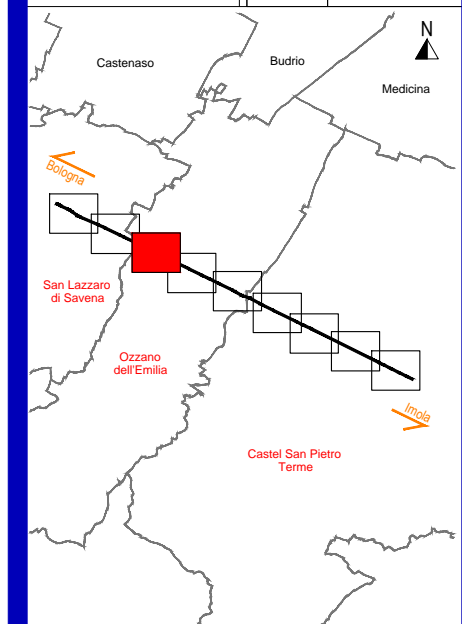 N
Castenaso
Budrio
Medicina
Bologna
San Lazzaro
di Savena
Ozzano
dell'Emilia
Imola
Castel San Pietro
Terme